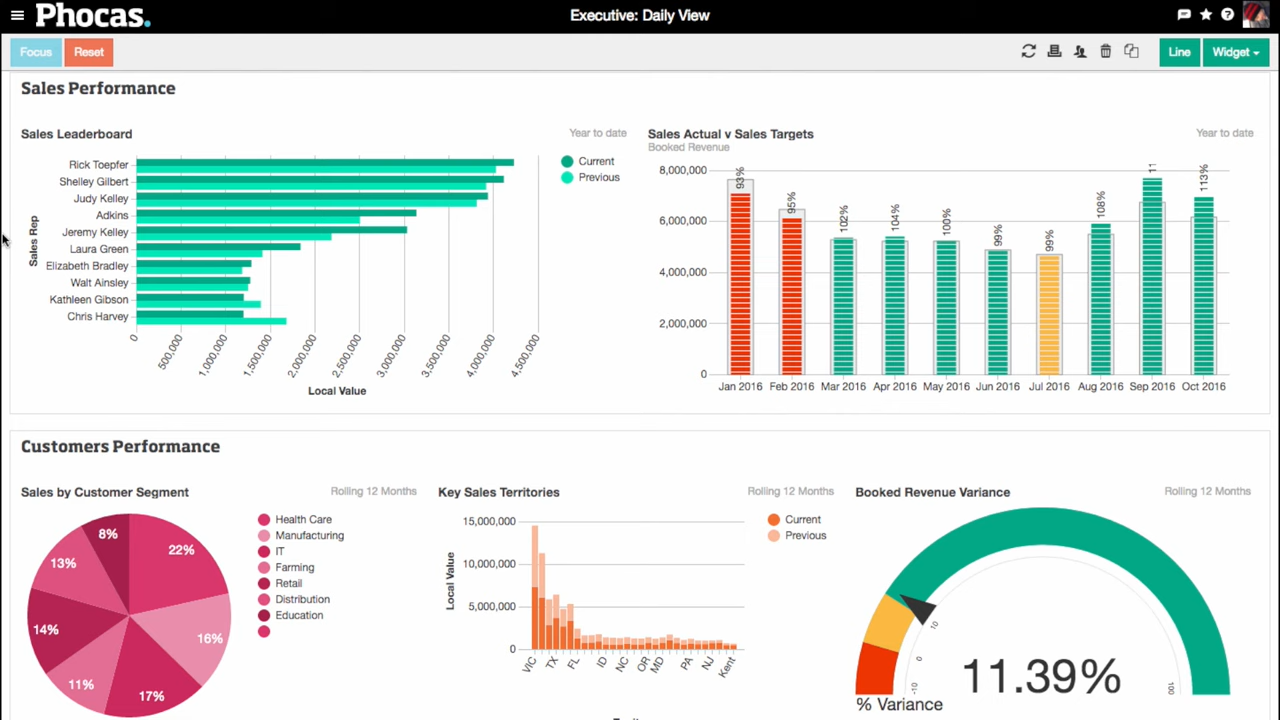 Phocas.
Executive: Daily View
Focus
Reset
Line
Widget
Sales Performance
Sales Leaderboard
Year to date
Current
Previous
Sales Rep
Rick Toepfer
Shelley Gilbert
Judy Kelley
Adkins
Jeremy Kelley
Laura Green
Elizabeth Bradley
Walt Ainsley
Kathleen Gibson
Chris Harvey
0
500,000
1,000,000
1,500,000
2,000,000
2,500,000
3,000,000
3,500,000
4,000,000
4,500,000
Local Value
Sales Actual v Sales Targets
Booked Revenue
Year to date
8,000,000
6,000,000
4,000,000
2,000,000
0
93%
95%
102%
104%
100%
99%
99%
108%
11
113%
Jan 2016
Feb 2016
Mar 2016
Apr 2016
May 2016
Jun 2016
Jul 2016
Aug 2016
Sep 2016
Oct 2016
Customers Performance
Sales by Customer Segment
Rolling 12 Months
22%
16%
17%
11%
14%
13%
8%
Health Care
Manufacturing
IT
Farming
Retail
Distribution
Education
Key Sales Territories
Rolling 12 Months
Current
Previous
Local Value
15,000,000
10,000,000
5,000,000
0
VIC
TX
FL
ID
NC
OR
MD
PA
NJ
Kent
Booked Revenue Variance
Rolling 12 Months
-10
0
10
100
11.39%
% Variance